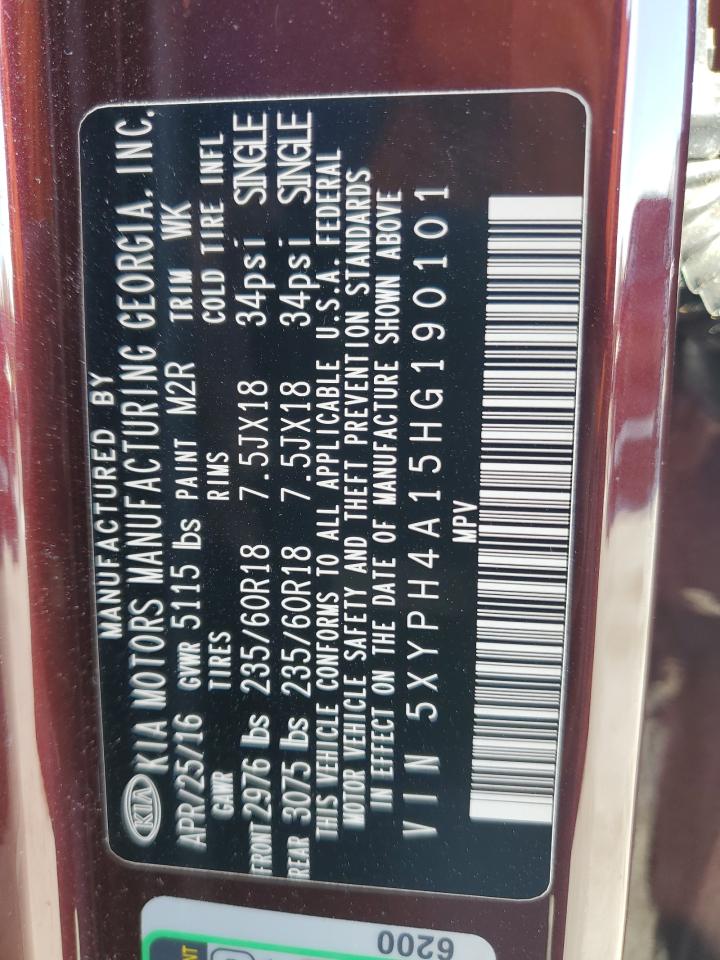 MANUFACTURED BY
KIA KIA MOTORS MANUFACTURING GEORGIA, INC.
APR/25/16 GVWR 5115 lbs PAINT M2R TRIM WK
GAWR TIRES RIMS COLD TIRE INFL
FRONT 2976 lbs 235/60R18 7.5JX18 34psi SINGLE
REAR 3075 lbs 235/60R18 7.5JX18 34psi SINGLE
THIS VEHICLE CONFORMS TO ALL APPLICABLE U.S.A. FEDERAL
MOTOR VEHICLE SAFETY AND THEFT PREVENTION STANDARDS
IN EFFECT ON THE DATE OF MANUFACTURE SHOWN ABOVE
VIN 5XYPH4A15HG190101
MPV
6200
NT